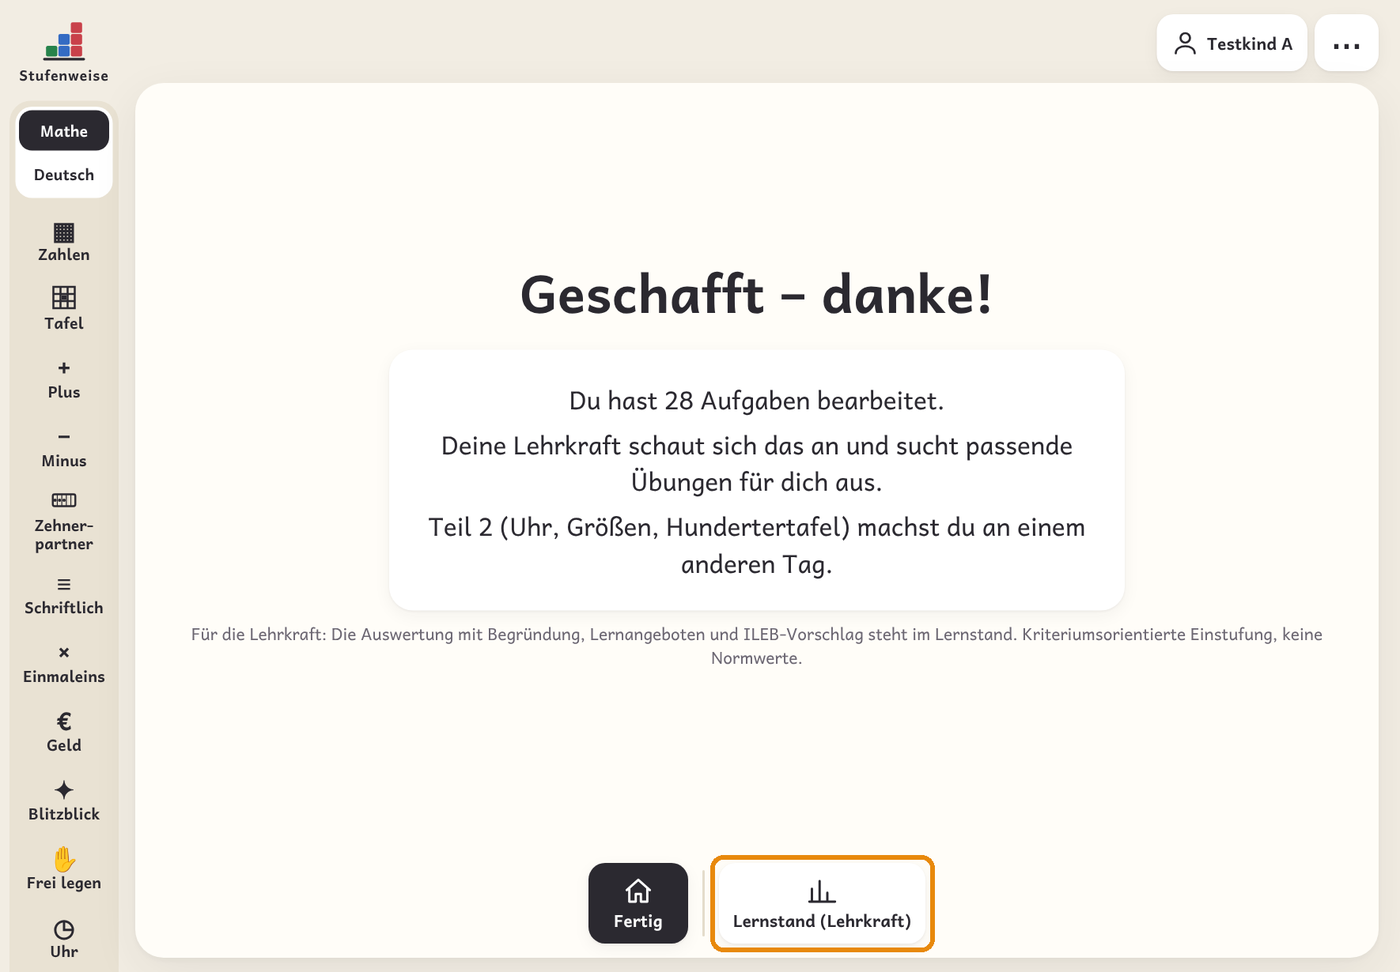 Stufenweise
Testkind A
...
Mathe
Deutsch
Zahlen
Tafel
+
Plus
−
Minus
Zehner-
partner
Schriftlich
×
Einmaleins
€
Geld
Blitzblick
Frei legen
Uhr
Geschafft – danke!
Du hast 28 Aufgaben bearbeitet.
Deine Lehrkraft schaut sich das an und sucht passende
Übungen für dich aus.
Teil 2 (Uhr, Größen, Hundertertafel) machst du an einem
anderen Tag.
Für die Lehrkraft: Die Auswertung mit Begründung, Lernangeboten und ILEB-Vorschlag steht im Lernstand. Kriteriumsorientierte Einstufung, keine
Normwerte.
Fertig
Lernstand (Lehrkraft)